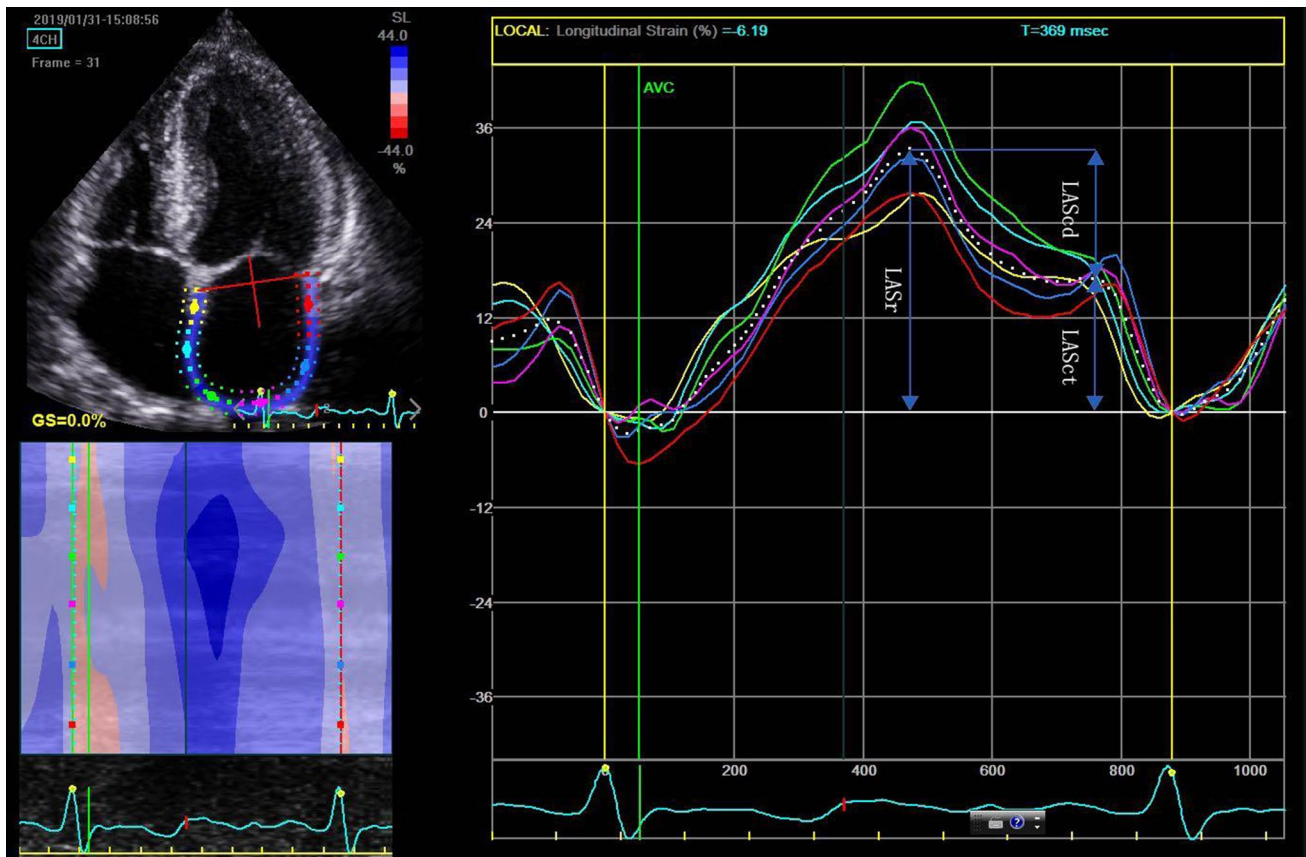 2019/01/31-15:08:56
4CH
Frame = 31
SL
44.0
-44.0
%
GS=0.0%
LOCAL: Longitudinal Strain (%) =-6.19 T=369 msec
AVC
36
24
12
0
-12
-24
-36
LASr
LAScd
LASct
0 200 400 600 800 1000
?